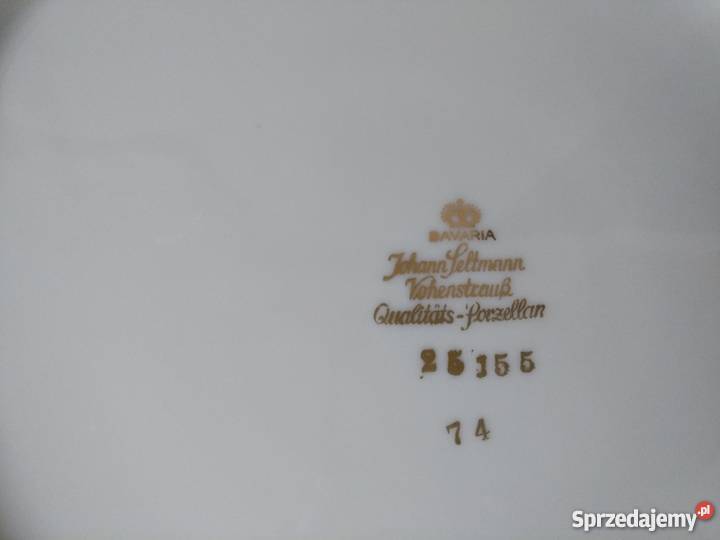 BAVARIA
Johann Seltmann
Vohenstrauß
Qualitäts-Porzellan
25155
74
Sprzedajemy.pl